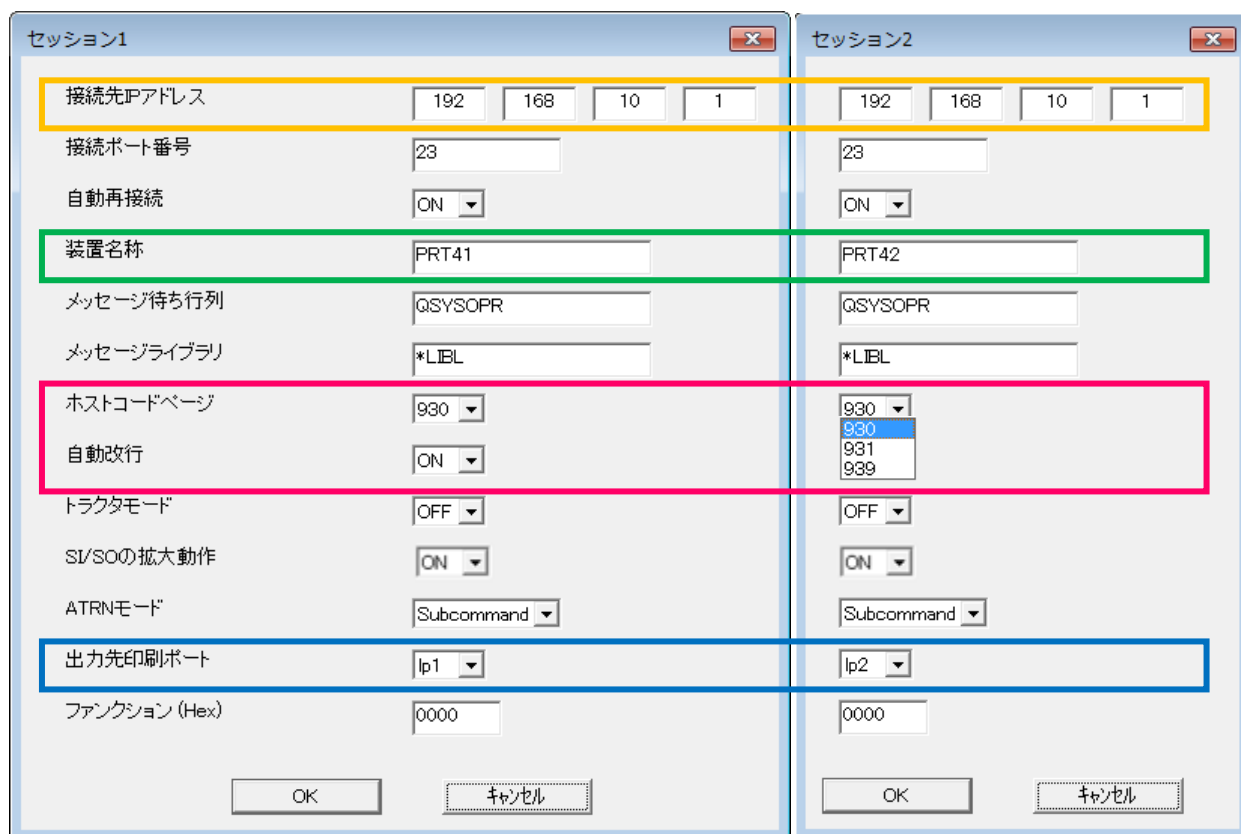 セッション1
接続先IPアドレス 192 168 10 1
接続ポート番号 23
自動再接続 ON
装置名称 PRT41
メッセージ待ち行列 QSYSOPR
メッセージライブラリ *LIBL
ホストコードページ 930
自動改行 ON
トラクタモード OFF
SI/SOの拡大動作 ON
ATRNモード Subcommand
出力先印刷ポート lp1
ファンクション(Hex) 0000
OK キャンセル
セッション2
192 168 10 1
23
ON
PRT42
QSYSOPR
*LIBL
930
930
931
939
OFF
ON
Subcommand
lp2
0000
OK キャンセル